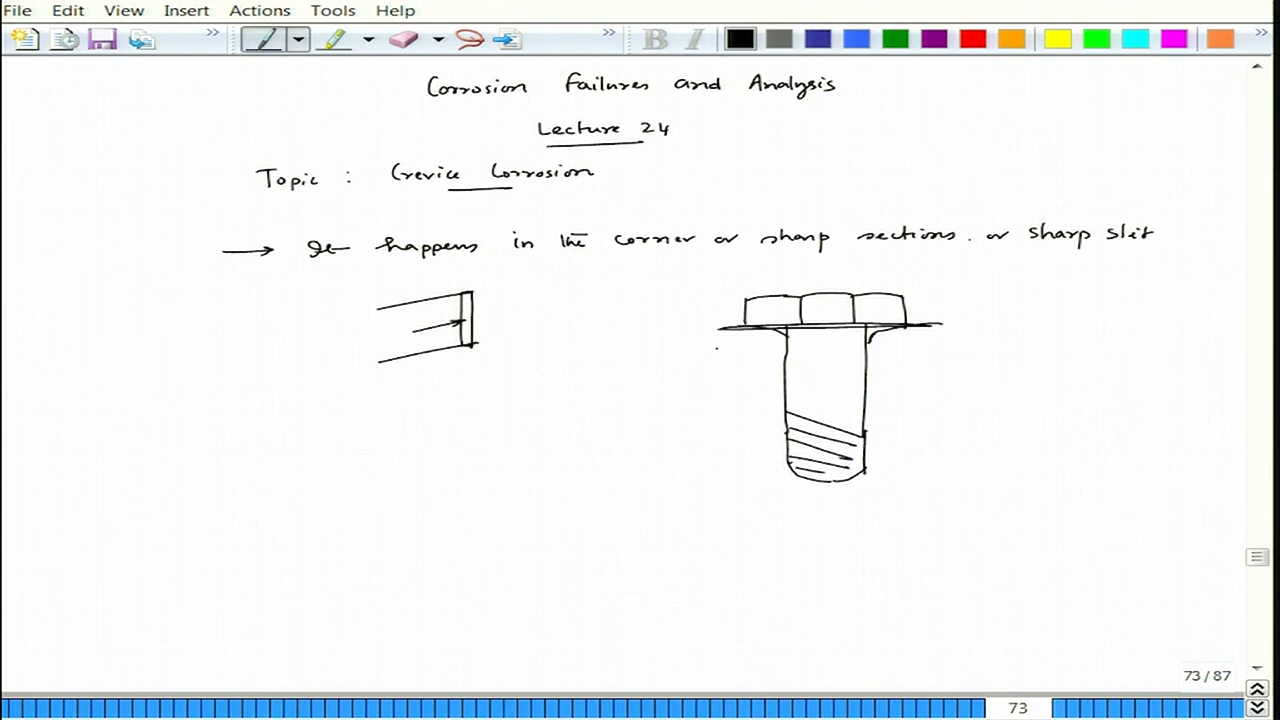 File Edit View Insert Actions Tools Help
B I
Corrosion Failures and Analysis
Lecture 24
Topic : Crevice Corrosion
It happens in the corner or sharp sections. or sharp slit
73 / 87
73